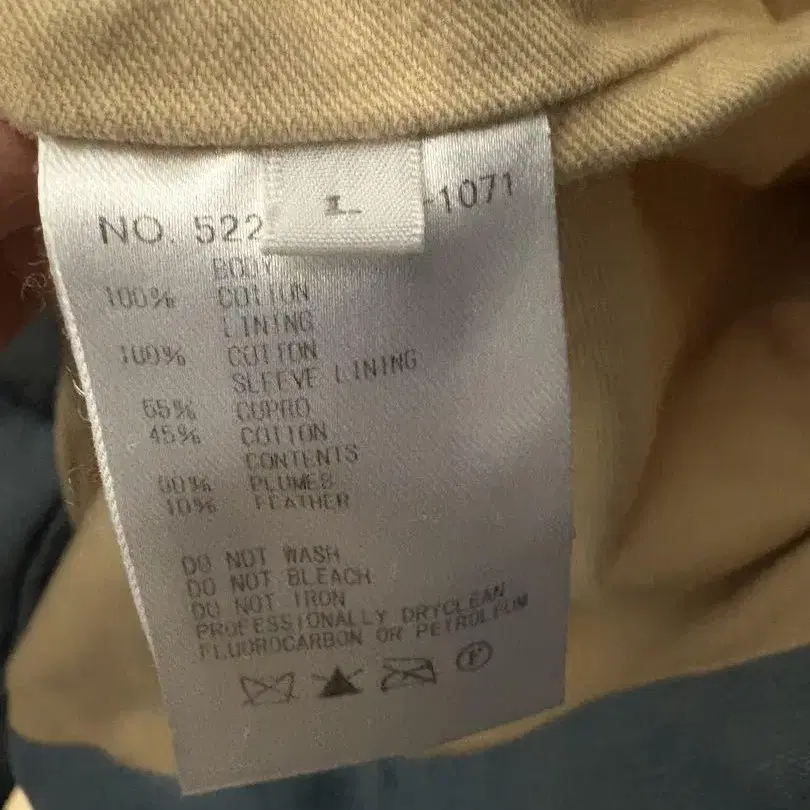 L
NO. 522 -1071
BODY
100% COTTON
LINING
100% COTTON
SLEEVE LINING
55% CUPRO
45% COTTON
CONTENTS
90% PLUMES
10% FEATHER
DO NOT WASH
DO NOT BLEACH
DO NOT IRON
PROFESSIONALLY DRYCLEAN
FLUOROCARBON OR PETROLEUM
F